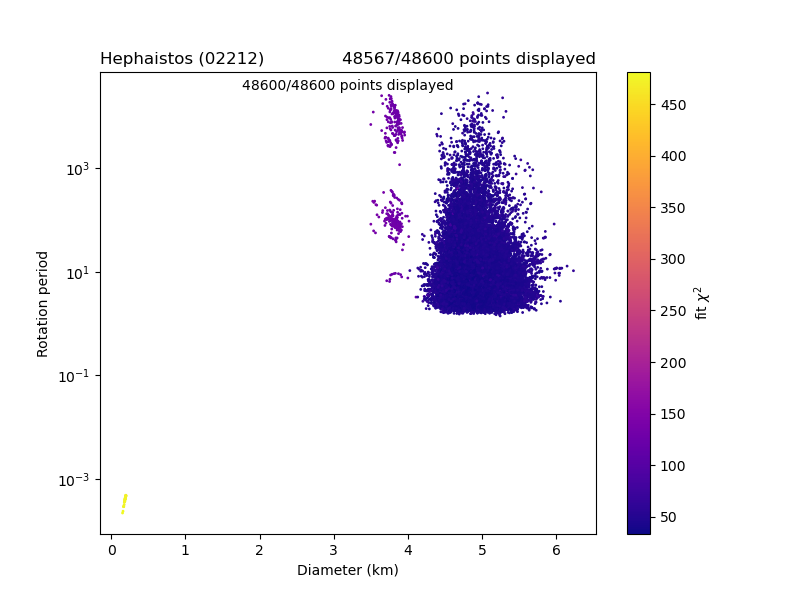 Hephaistos (02212) 48567/48600 points displayed
48600/48600 points displayed
Rotation period
10³
10¹
10⁻¹
10⁻³
0 1 2 3 4 5 6
Diameter (km)
450
400
350
300
250
200
150
100
50
fit χ²